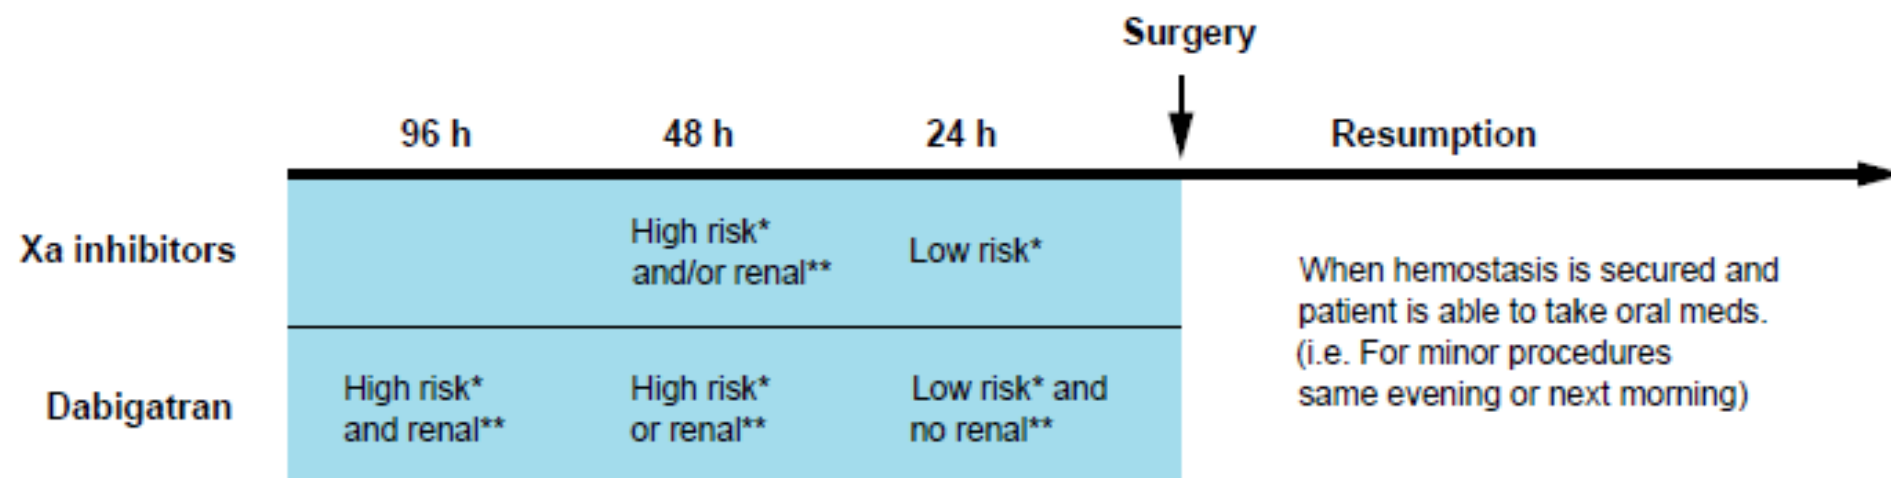 Surgery
96 h
48 h
24 h
Resumption
Xa inhibitors
High risk*
and/or renal**
Low risk*
When hemostasis is secured and
patient is able to take oral meds.
(i.e. For minor procedures
same evening or next morning)
Dabigatran
High risk*
and renal**
High risk*
or renal**
Low risk* and
no renal**